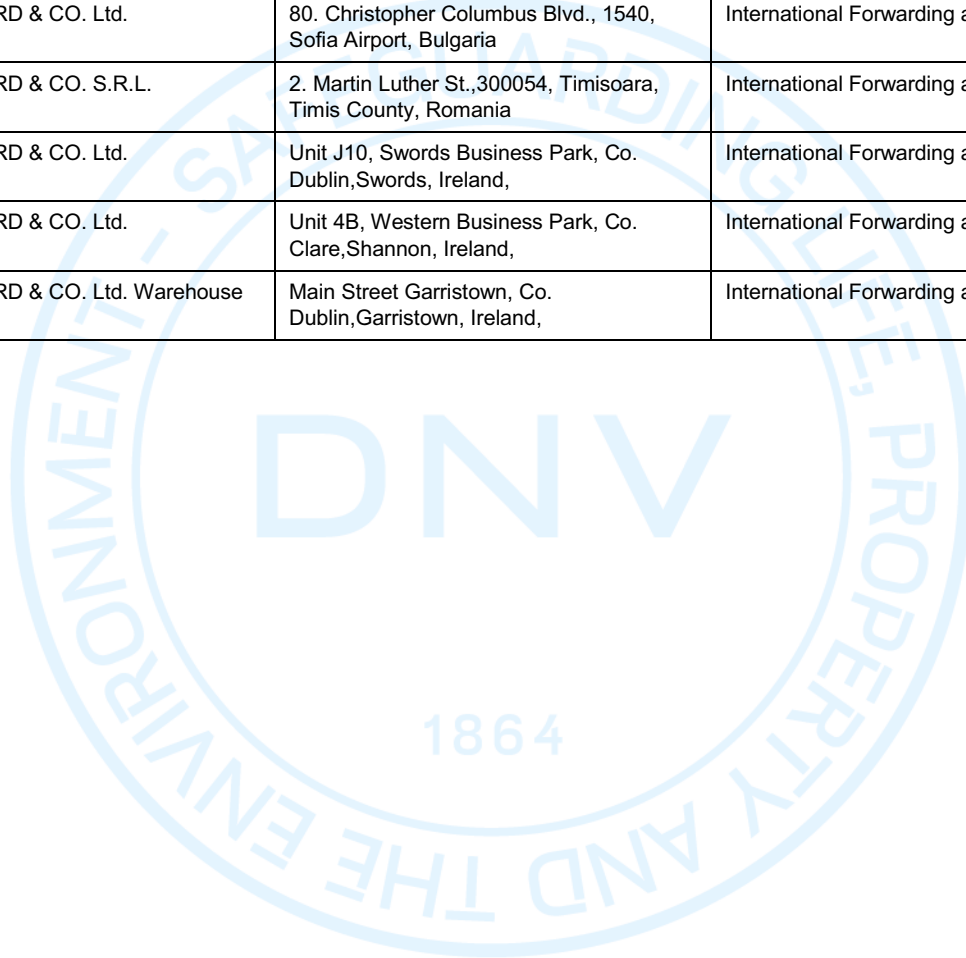 RD & CO. Ltd.
80. Christopher Columbus Blvd., 1540,
Sofia Airport, Bulgaria
International Forwarding a
RD & CO. S.R.L.
2. Martin Luther St.,300054, Timisoara,
Timis County, Romania
International Forwarding a
RD & CO. Ltd.
Unit J10, Swords Business Park, Co.
Dublin,Swords, Ireland,
International Forwarding a
RD & CO. Ltd.
Unit 4B, Western Business Park, Co.
Clare,Shannon, Ireland,
International Forwarding a
RD & CO. Ltd. Warehouse
Main Street Garristown, Co.
Dublin,Garristown, Ireland,
International Forwarding a
SAFEGUARDING LIFE, PROPERTY AND THE ENVIRONMENT -
DNV
1864